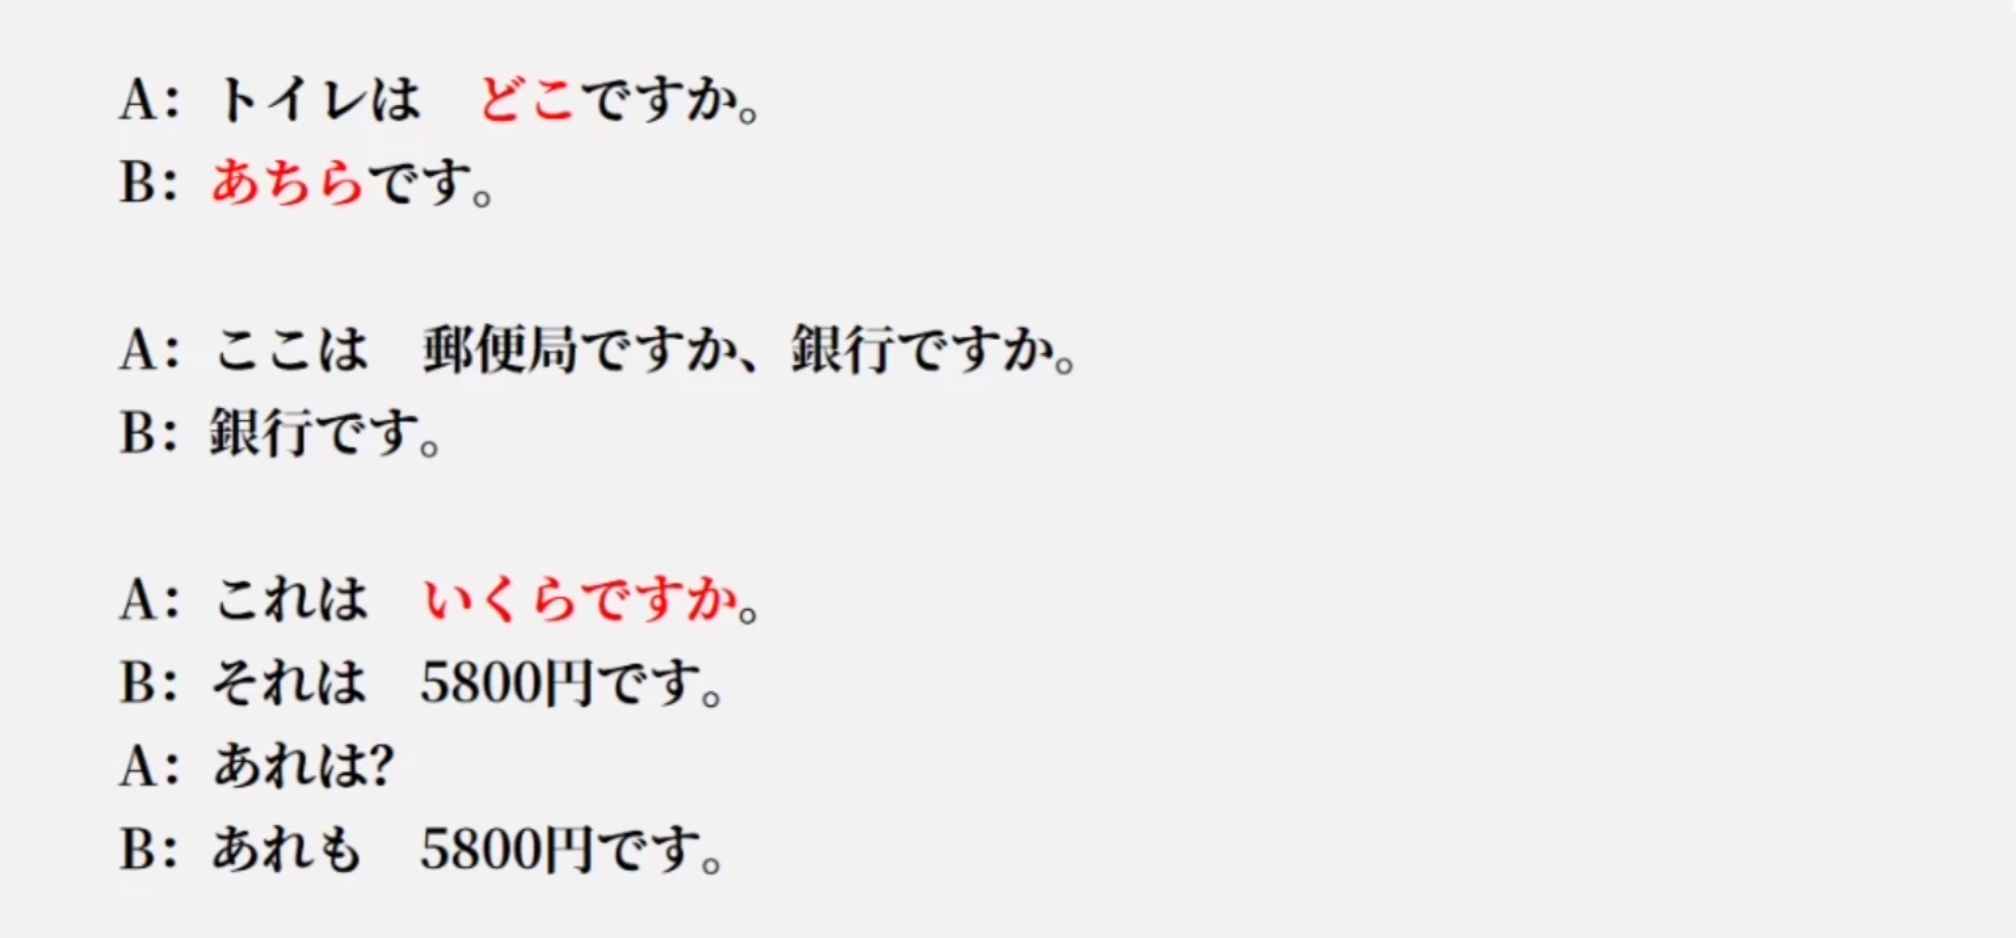 A: トイレは　どこですか。
B: あちらです。
A: ここは　郵便局ですか、銀行ですか。
B: 銀行です。
A: これは　いくらですか。
B: それは　5800円です。
A: あれは?
B: あれも　5800円です。